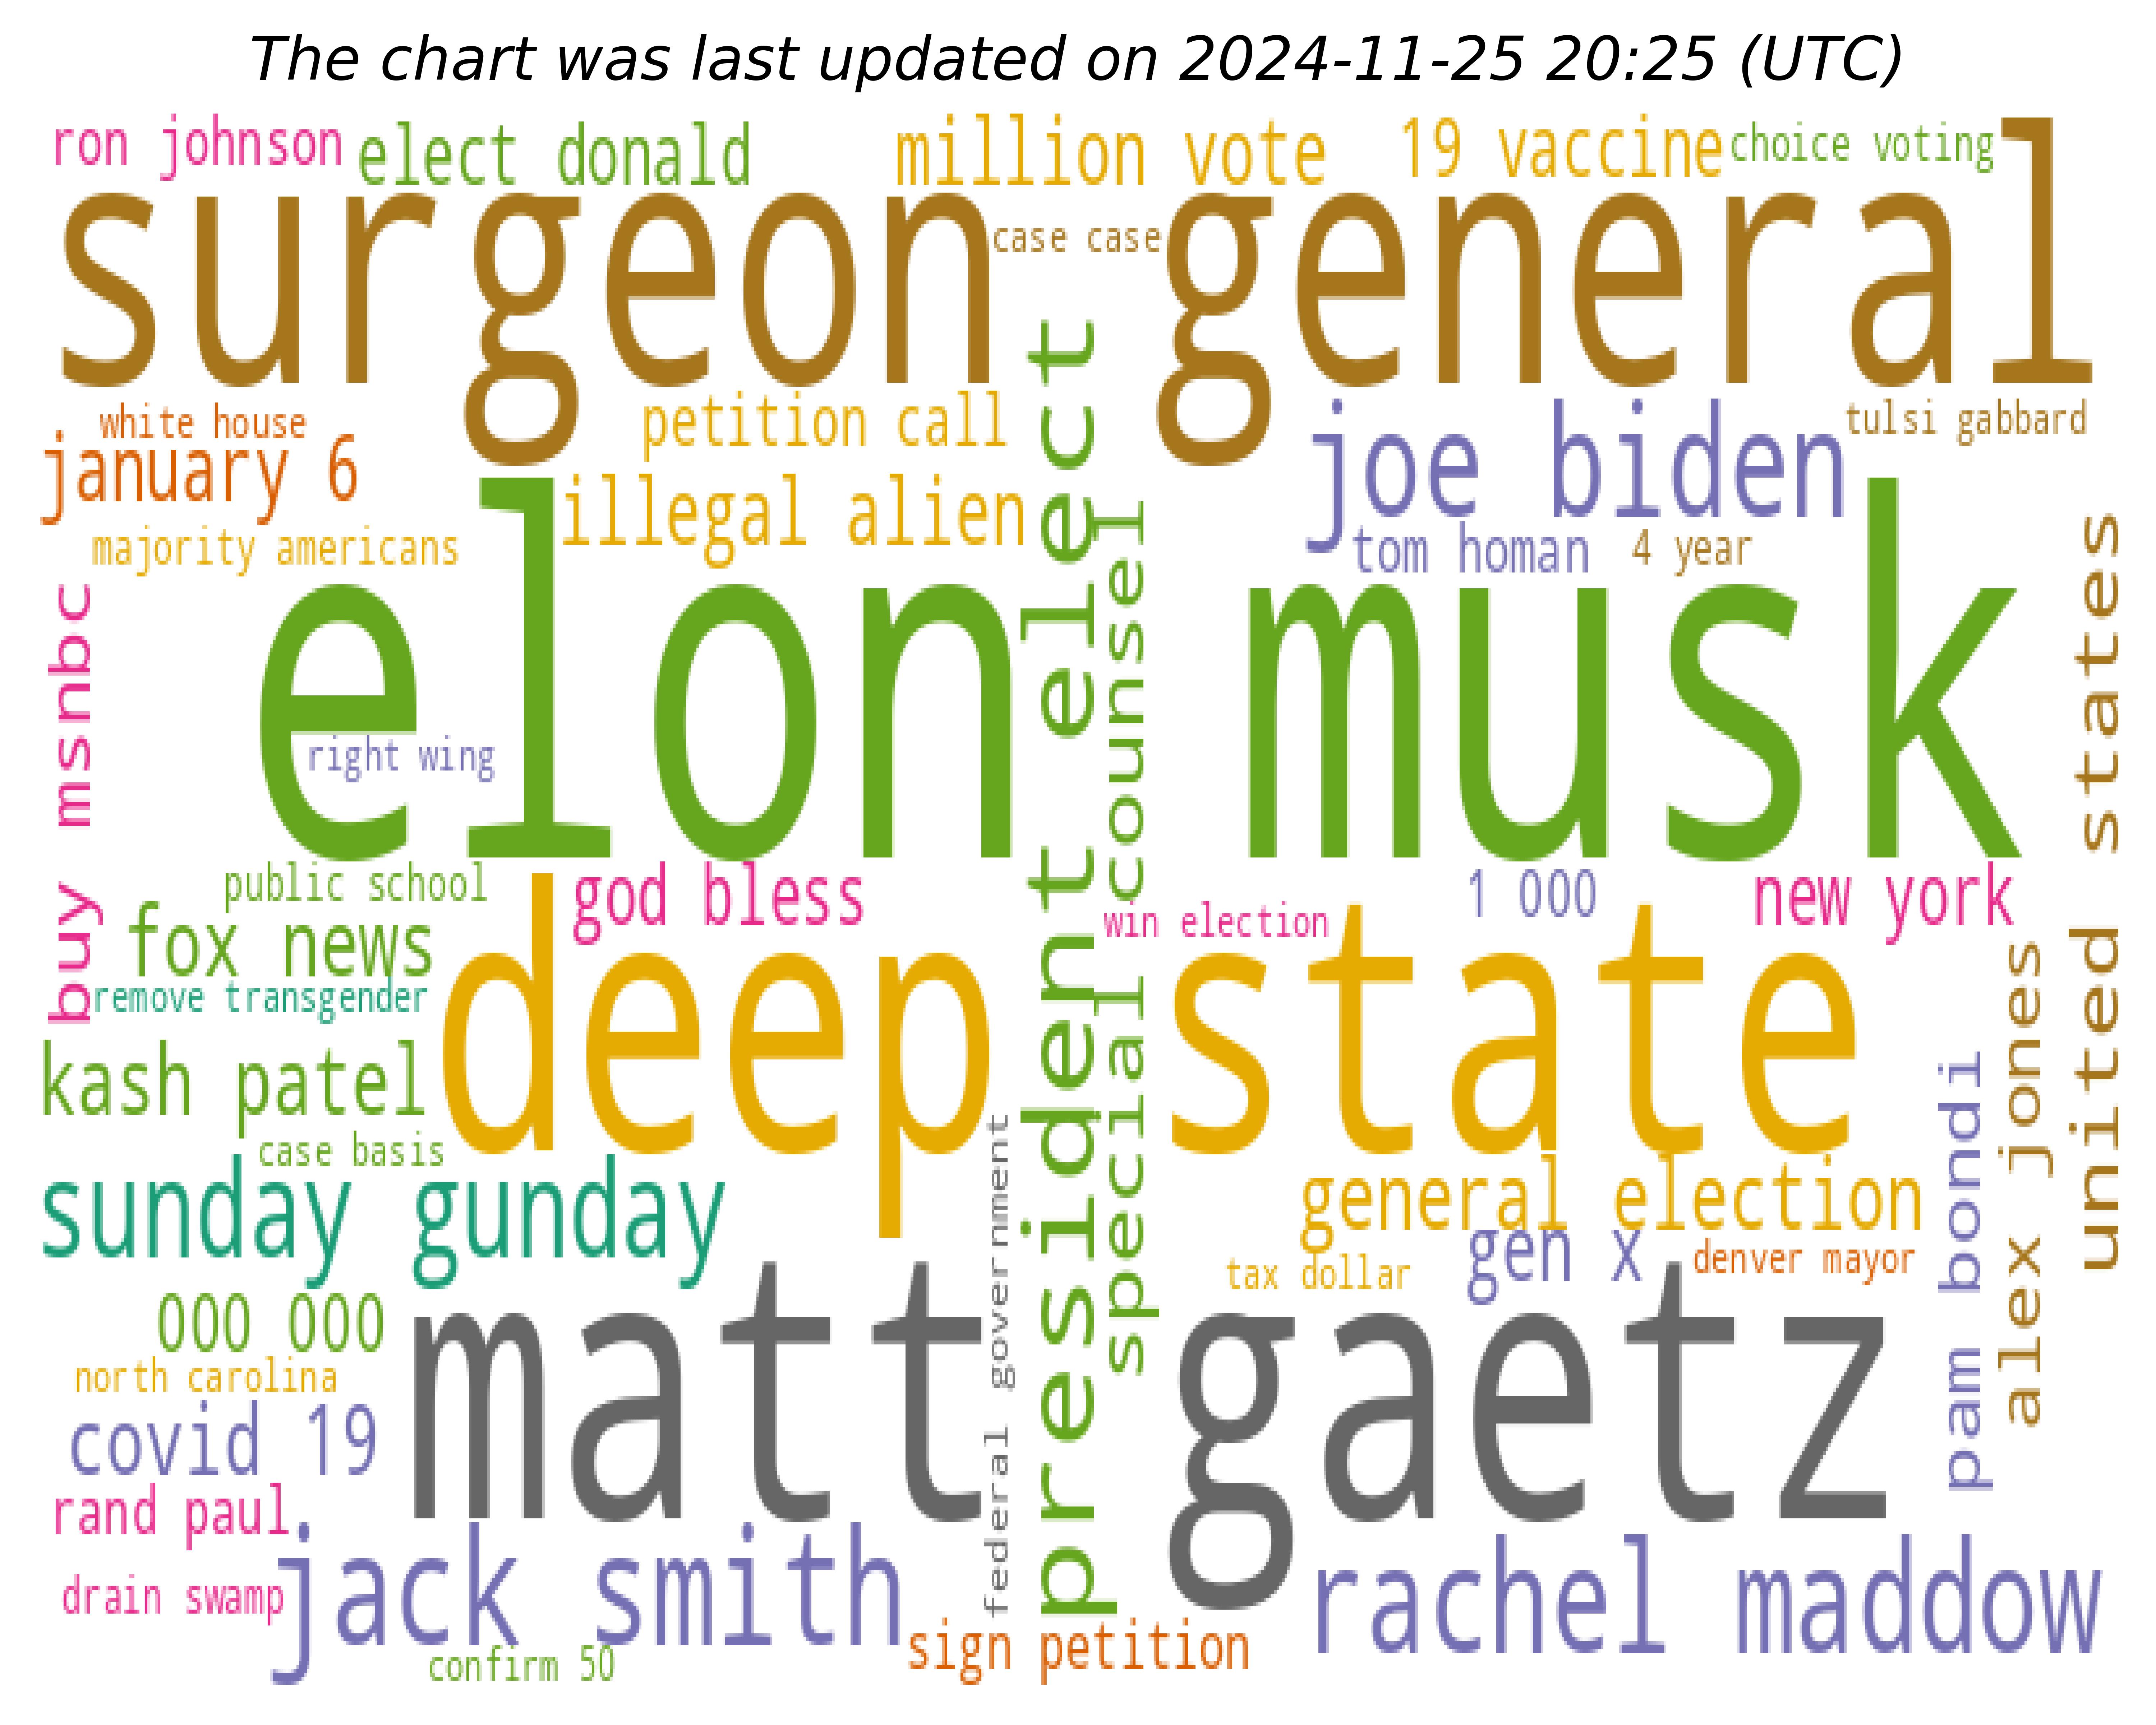 The chart was last updated on 2024-11-25 20:25 (UTC)
ron johnson
elect donald
million vote
19 vaccine
choice voting
surgeon general
case case
white house
petition call
joe biden
tulsi gabbard
january 6
illegal alien
majority americans
tom homan
4 year
elon musk
right wing
president elect
special counsel
buy msnbc
united states
public school
god bless
1 000
new york
fox news
win election
remove transgender
deep state
kash patel
case basis
sunday gunday
general election
gen x
denver mayor
tax dollar
pam bondi
alex jones
federal government
000 000
matt gaetz
north carolina
covid 19
rand paul
jack smith
rachel maddow
drain swamp
confirm 50
sign petition